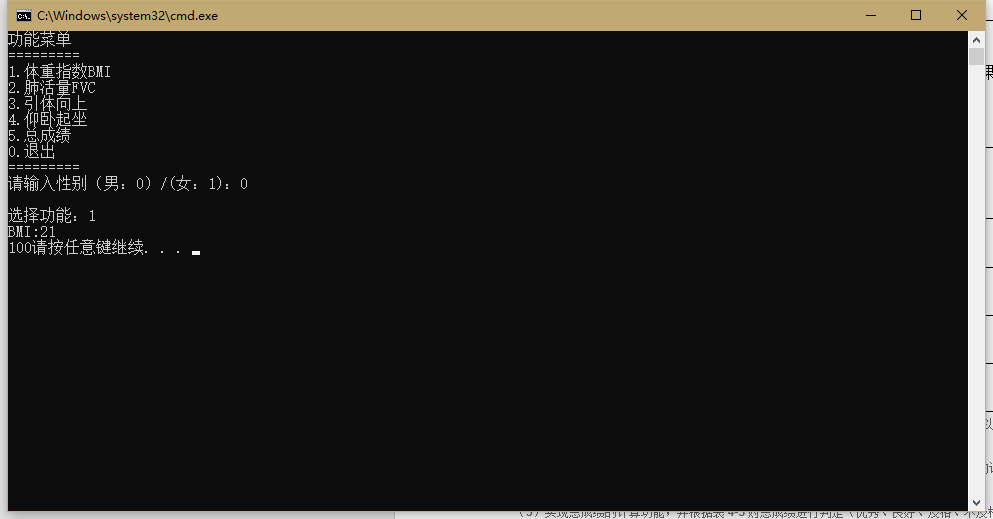 C:\Windows\system32\cmd.exe
功能菜单
=========
1.体重指数BMI
2.肺活量FVC
3.引体向上
4.仰卧起坐
5.总成绩
0.退出
=========
请输入性别（男：0）/(女：1)：0
选择功能：1
BMI:21
100请按任意键继续. . .